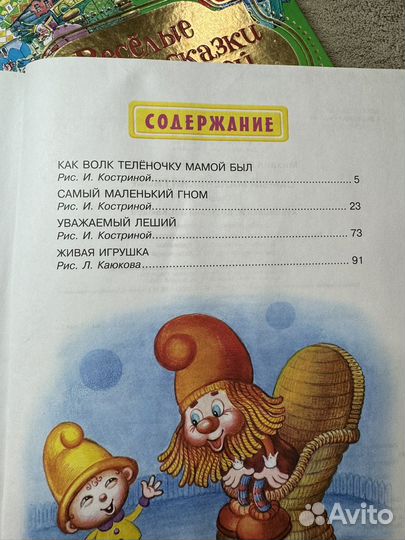 Весёлые
сказки
СОДЕРЖАНИЕ
КАК ВОЛК ТЕЛЁНОЧКУ МАМОЙ БЫЛ
Рис. И. Костриной 5
САМЫЙ МАЛЕНЬКИЙ ГНОМ
Рис. И. Костриной 23
УВАЖАЕМЫЙ ЛЕШИЙ
Рис. И. Костриной 73
ЖИВАЯ ИГРУШКА
Рис. Л. Каюкова 91
Avito